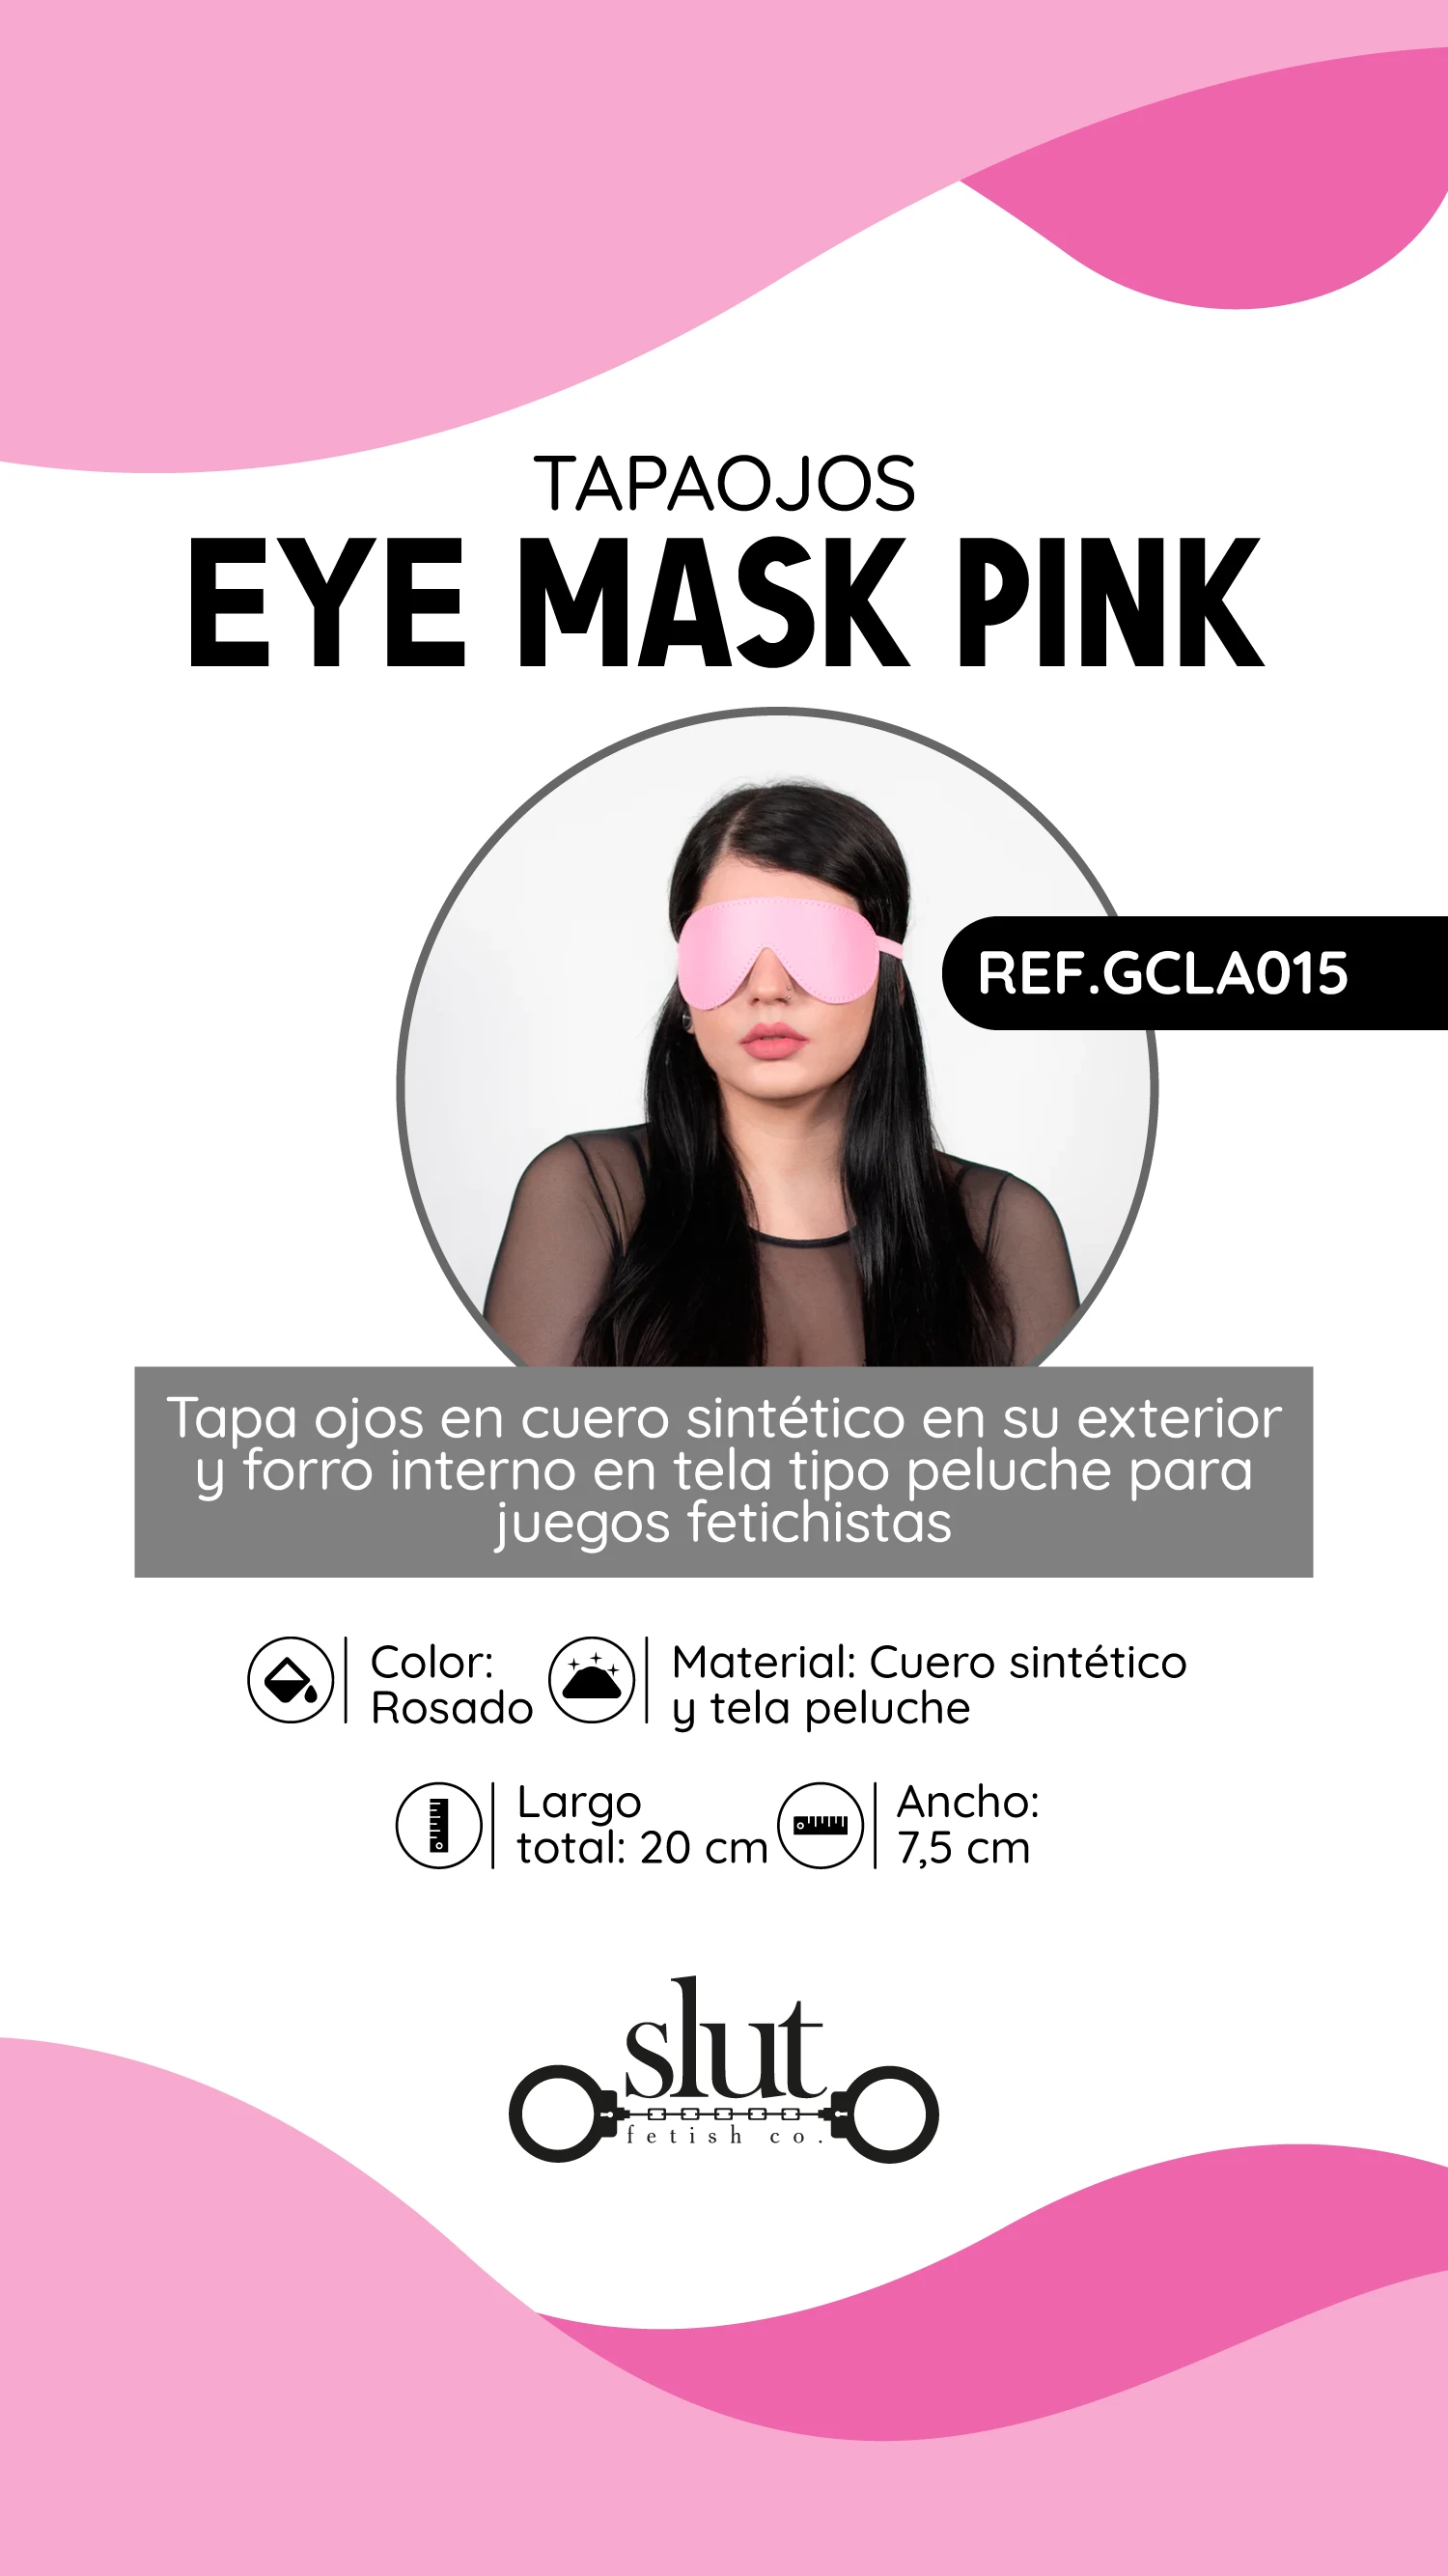 TAPAOJOS
EYE MASK PINK
REF.GCLA015
Tapa ojos en cuero sintético en su exterior
y forro interno en tela tipo peluche para
juegos fetichistas
Color:
Rosado
Material: Cuero sintético
y tela peluche
Largo
total: 20 cm
Ancho:
7,5 cm
slut
fetish co.